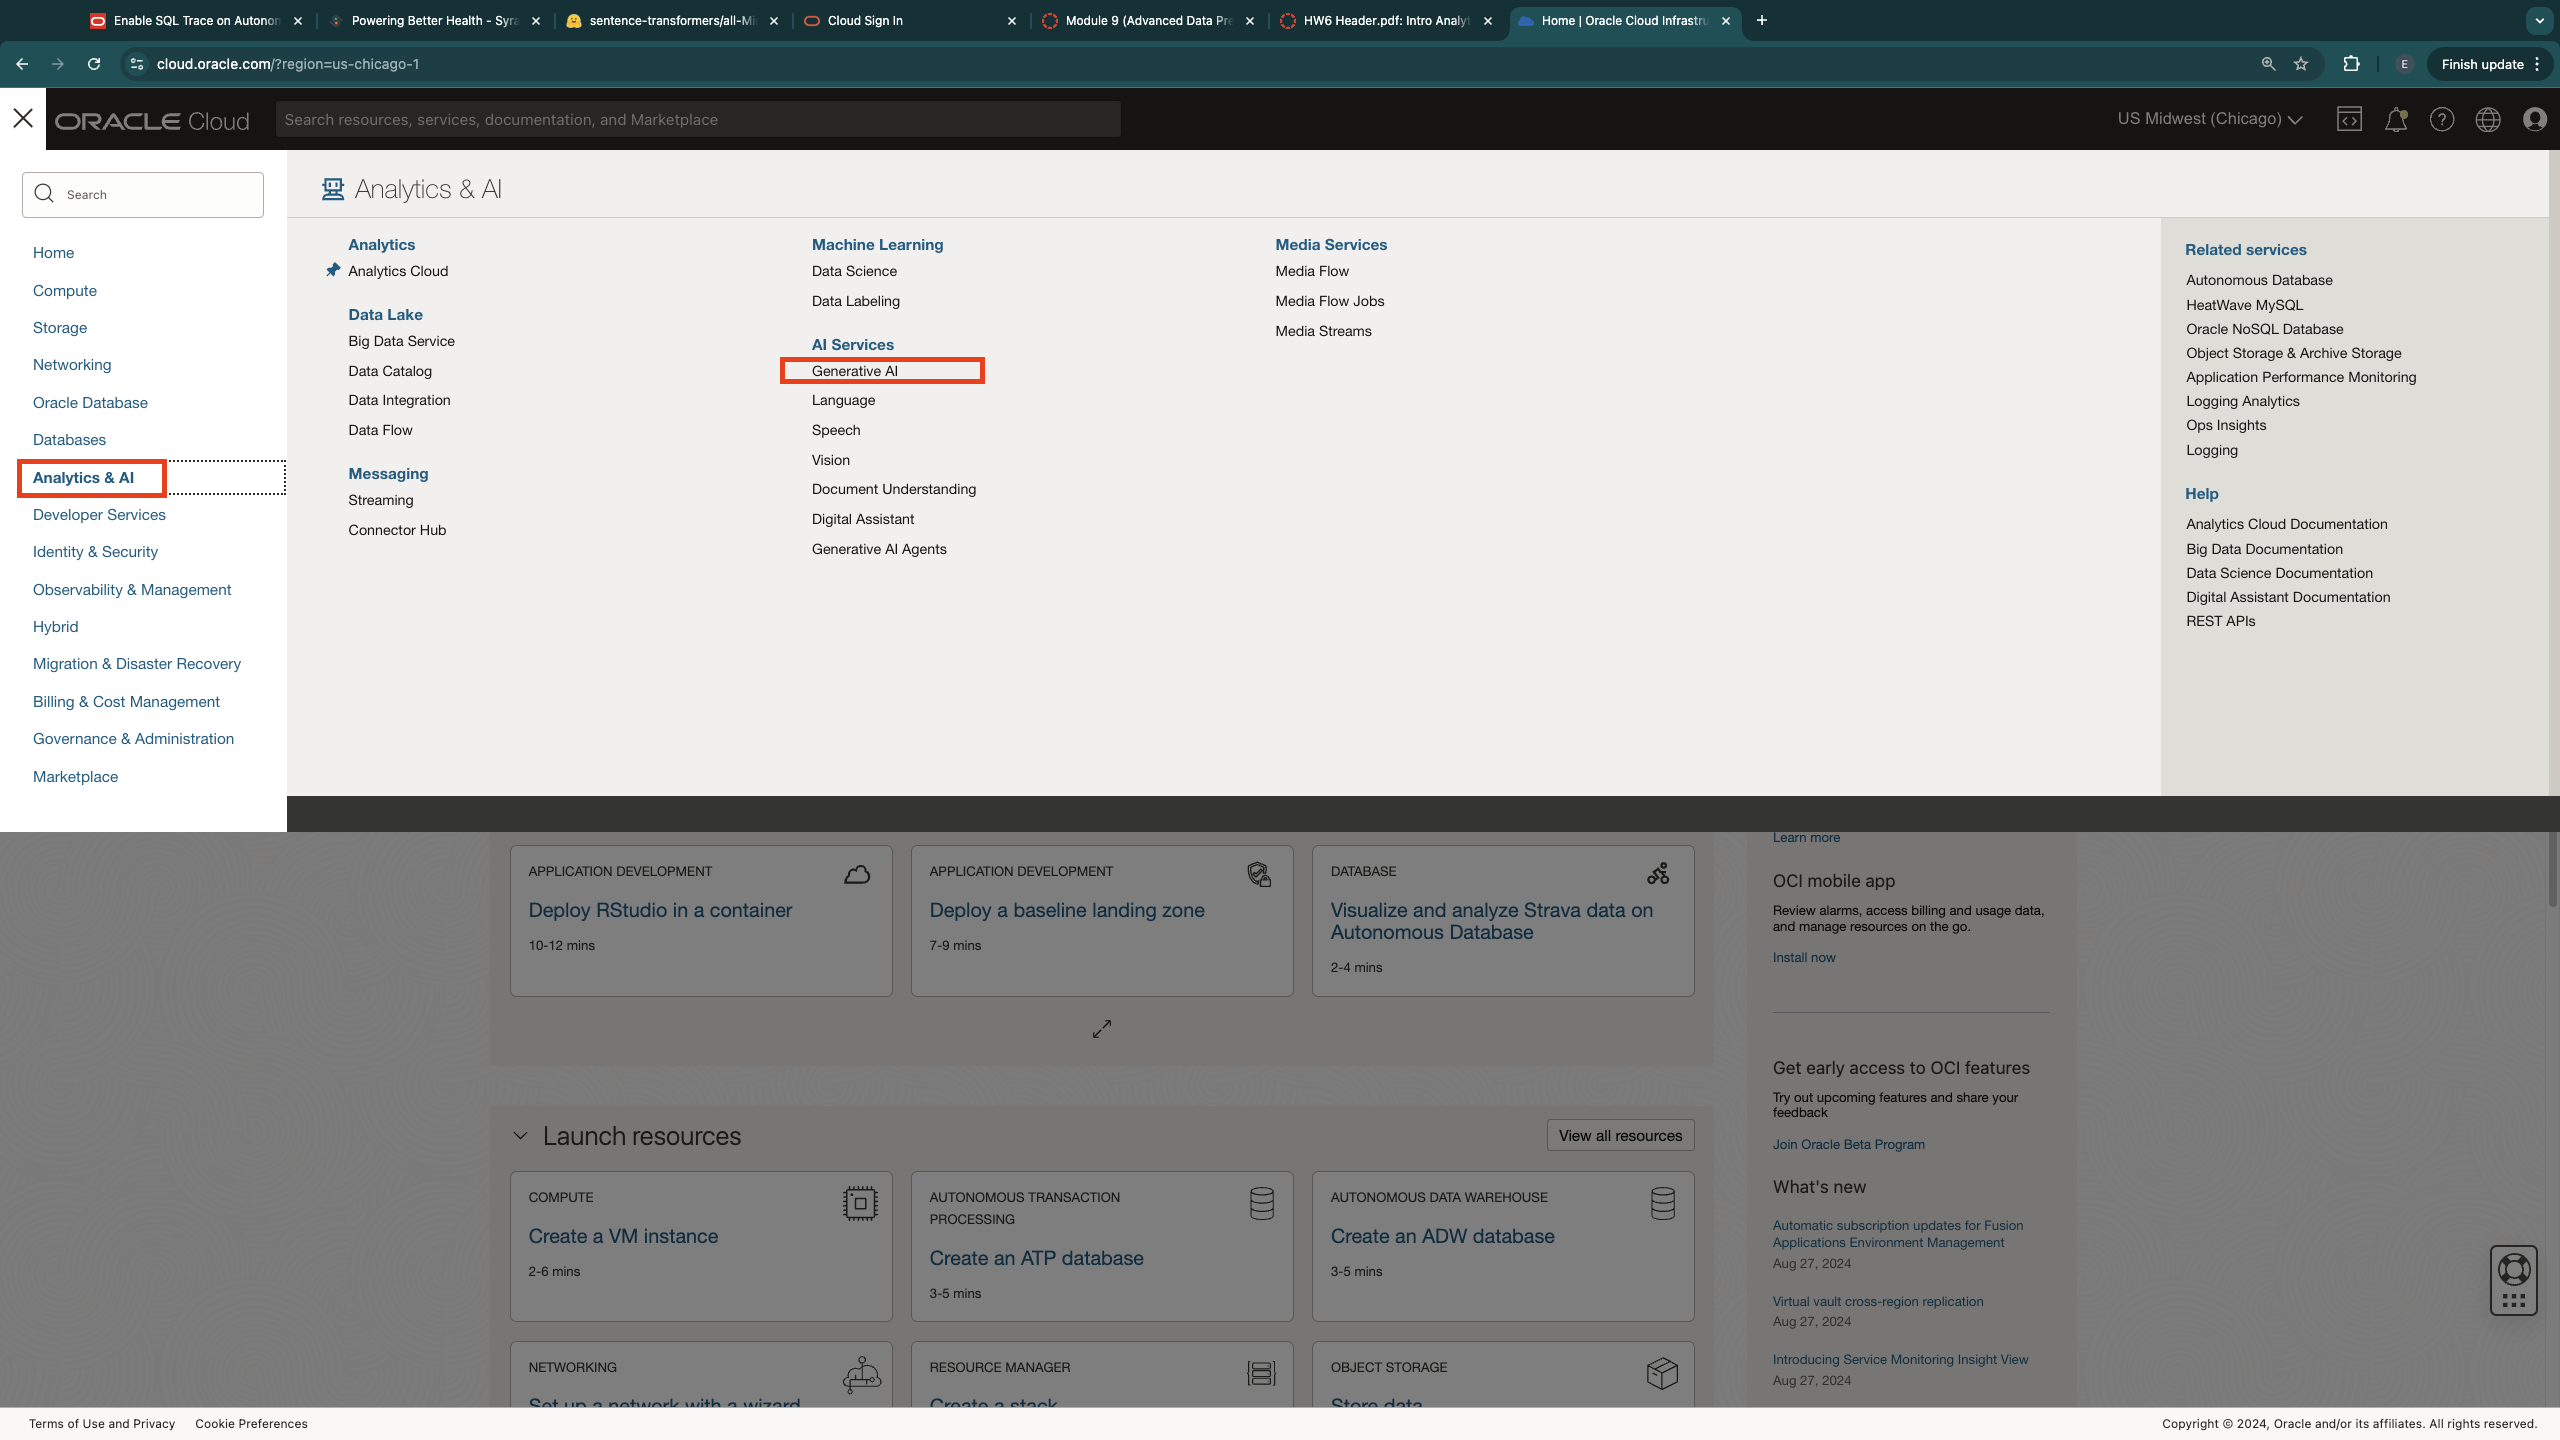 Enable SQL Trace on Autonom
Powering Better Health - Syra
sentence-transformers/all-Mi
Cloud Sign In
Module 9 (Advanced Data Pre
HW6 Header.pdf: Intro Analyt
Home | Oracle Cloud Infrastru
cloud.oracle.com/?region=us-chicago-1
E
Finish update
ORACLE Cloud
Search resources, services, documentation, and Marketplace
US Midwest (Chicago)
Search
Home
Compute
Storage
Networking
Oracle Database
Databases
Analytics & AI
Developer Services
Identity & Security
Observability & Management
Hybrid
Migration & Disaster Recovery
Billing & Cost Management
Governance & Administration
Marketplace
Analytics & AI
Analytics
Analytics Cloud
Data Lake
Big Data Service
Data Catalog
Data Integration
Data Flow
Messaging
Streaming
Connector Hub
Machine Learning
Data Science
Data Labeling
AI Services
Generative AI
Language
Speech
Vision
Document Understanding
Digital Assistant
Generative AI Agents
Media Services
Media Flow
Media Flow Jobs
Media Streams
Related services
Autonomous Database
HeatWave MySQL
Oracle NoSQL Database
Object Storage & Archive Storage
Application Performance Monitoring
Logging Analytics
Ops Insights
Logging
Help
Analytics Cloud Documentation
Big Data Documentation
Data Science Documentation
Digital Assistant Documentation
REST APIs
APPLICATION DEVELOPMENT
Deploy RStudio in a container
10-12 mins
APPLICATION DEVELOPMENT
Deploy a baseline landing zone
7-9 mins
DATABASE
Visualize and analyze Strava data on
Autonomous Database
2-4 mins
Launch resources
View all resources
COMPUTE
Create a VM instance
2-6 mins
AUTONOMOUS TRANSACTION
PROCESSING
Create an ATP database
3-5 mins
AUTONOMOUS DATA WAREHOUSE
Create an ADW database
3-5 mins
NETWORKING
Set up a network with a wizard
RESOURCE MANAGER
Create a stack
OBJECT STORAGE
Store data
Learn more
OCI mobile app
Review alarms, access billing and usage data,
and manage resources on the go.
Install now
Get early access to OCI features
Try out upcoming features and share your
feedback
Join Oracle Beta Program
What's new
Automatic subscription updates for Fusion
Applications Environment Management
Aug 27, 2024
Virtual vault cross-region replication
Aug 27, 2024
Introducing Service Monitoring Insight View
Aug 27, 2024
Terms of Use and Privacy
Cookie Preferences
Copyright © 2024, Oracle and/or its affiliates. All rights reserved.